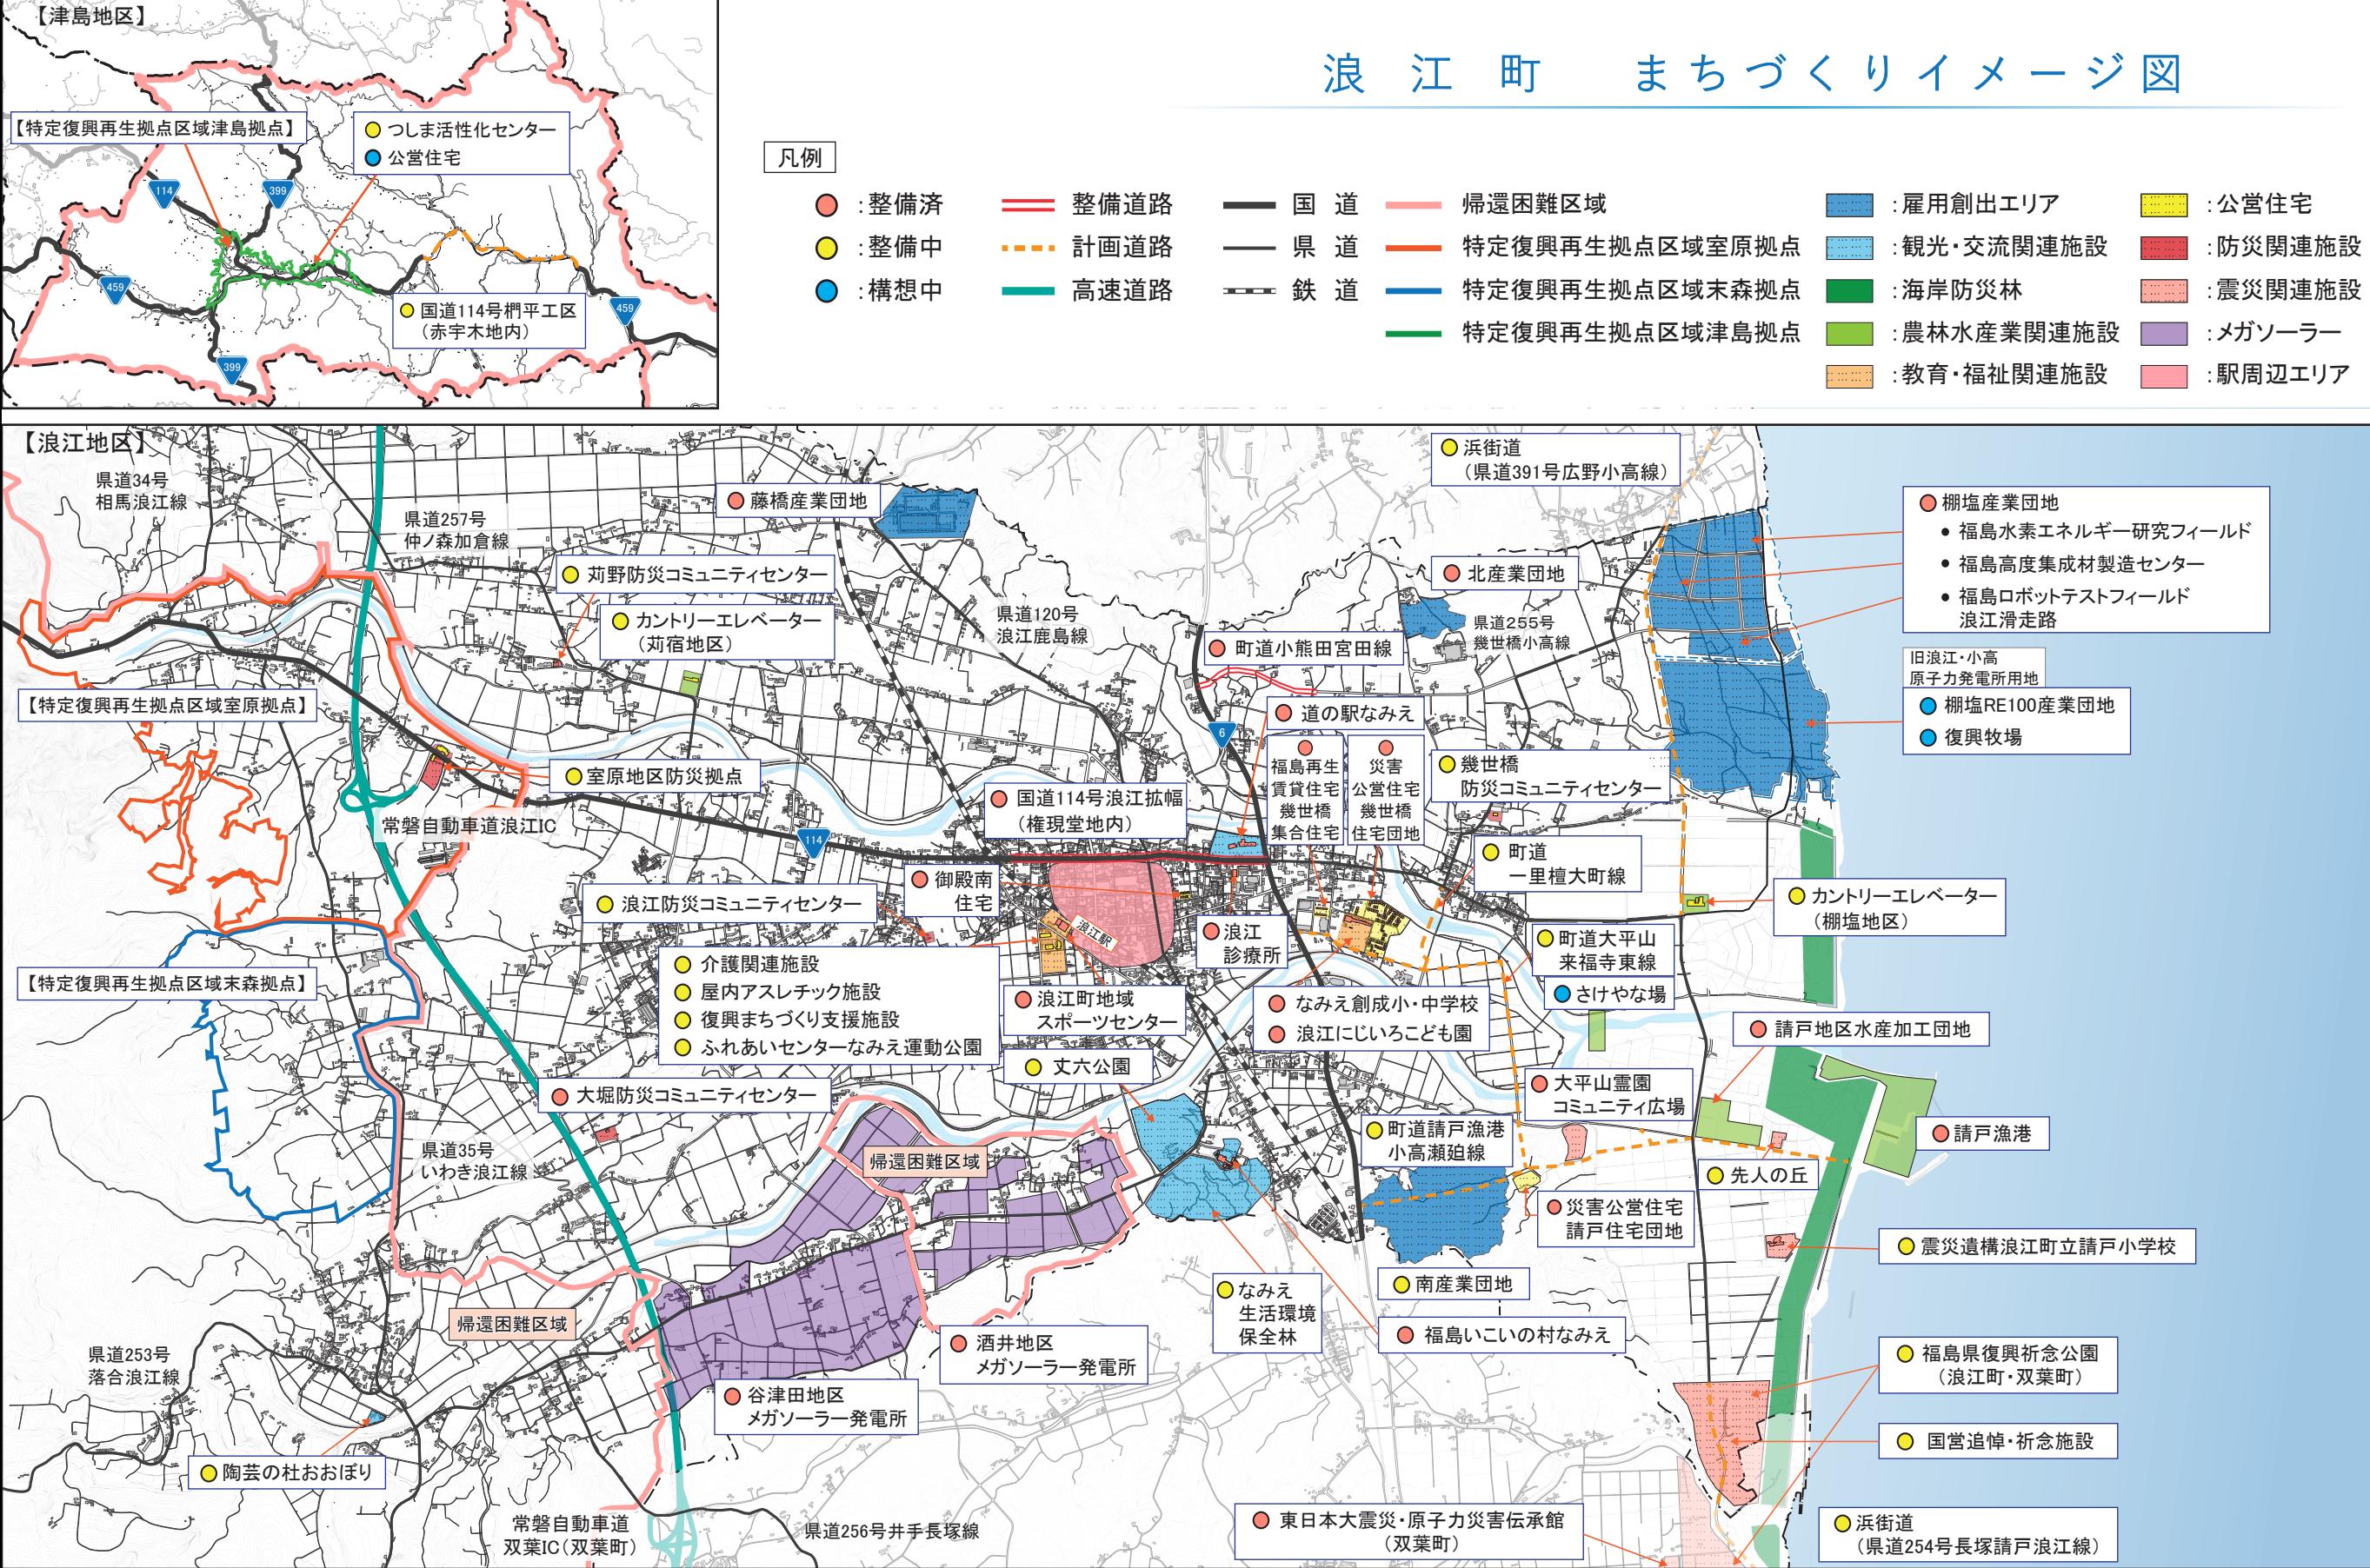 【津島地区】
【特定復興再生拠点区域津島拠点】
つしま活性化センター
公営住宅
114
399
459
国道114号椚平工区
（赤宇木地内）
459
399
浪江町　まちづくりイメージ図
凡例
：整備済
：整備中
：構想中
整備道路
計画道路
高速道路
国　道
県　道
鉄　道
帰還困難区域
特定復興再生拠点区域室原拠点
特定復興再生拠点区域末森拠点
特定復興再生拠点区域津島拠点
：雇用創出エリア
：観光・交流関連施設
：海岸防災林
：農林水産業関連施設
：教育・福祉関連施設
：公営住宅
：防災関連施設
：震災関連施設
：メガソーラー
：駅周辺エリア
【浪江地区】
県道34号
相馬浪江線
県道257号
仲ノ森加倉線
藤橋産業団地
浜街道
（県道391号広野小高線）
棚塩産業団地
• 福島水素エネルギー研究フィールド
• 福島高度集成材製造センター
• 福島ロボットテストフィールド
浪江滑走路
苅野防災コミュニティセンター
カントリーエレベーター
（苅宿地区）
県道120号
浪江鹿島線
北産業団地
県道255号
幾世橋小高線
町道小熊田宮田線
旧浪江・小高
原子力発電所用地
棚塩RE100産業団地
復興牧場
【特定復興再生拠点区域室原拠点】
道の駅なみえ
6
室原地区防災拠点
常磐自動車道浪江IC
国道114号浪江拡幅
（権現堂地内）
福島再生
賃貸住宅
幾世橋
集合住宅
災害
公営住宅
幾世橋
住宅団地
幾世橋
防災コミュニティセンター
114
町道
一里檀大町線
御殿南
住宅
浪江防災コミュニティセンター
浪江駅
浪江
診療所
カントリーエレベーター
（棚塩地区）
町道大平山
来福寺東線
さけやな場
【特定復興再生拠点区域末森拠点】
介護関連施設
屋内アスレチック施設
復興まちづくり支援施設
ふれあいセンターなみえ運動公園
浪江町地域
スポーツセンター
なみえ創成小・中学校
浪江にじいろこども園
請戸地区水産加工団地
丈六公園
大堀防災コミュニティセンター
大平山霊園
コミュニティ広場
町道請戸漁港
小高瀬廹線
請戸漁港
県道35号
いわき浪江線
帰還困難区域
先人の丘
災害公営住宅
請戸住宅団地
震災遺構浪江町立請戸小学校
なみえ
生活環境
保全林
南産業団地
帰還困難区域
福島いこいの村なみえ
酒井地区
メガソーラー発電所
県道253号
落合浪江線
谷津田地区
メガソーラー発電所
福島県復興祈念公園
（浪江町・双葉町）
国営追悼・祈念施設
陶芸の杜おおぼり
常磐自動車道
双葉IC（双葉町）
県道256号井手長塚線
東日本大震災・原子力災害伝承館
（双葉町）
浜街道
（県道254号長塚請戸浪江線）